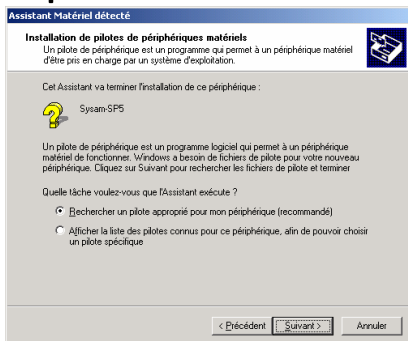 Assistant Matériel détecté
Installation de pilotes de périphériques matériels
Un pilote de périphérique est un programme qui permet à un périphérique matériel
d'être pris en charge par un système d'exploitation.
Cet Assistant va terminer l'installation de ce périphérique :
Sysam-SP5
Un pilote de périphérique est un programme logiciel qui permet à un périphérique
matériel de fonctionner. Windows a besoin de fichiers de pilote pour votre nouveau
périphérique. Cliquez sur Suivant pour rechercher les fichiers de pilote et terminer
Quelle tâche voulez-vous que l'Assistant exécute ?
Rechercher un pilote approprié pour mon périphérique (recommandé)
Afficher la liste des pilotes connus pour ce périphérique, afin de pouvoir choisir
un pilote spécifique
< Précédent Suivant > Annuler